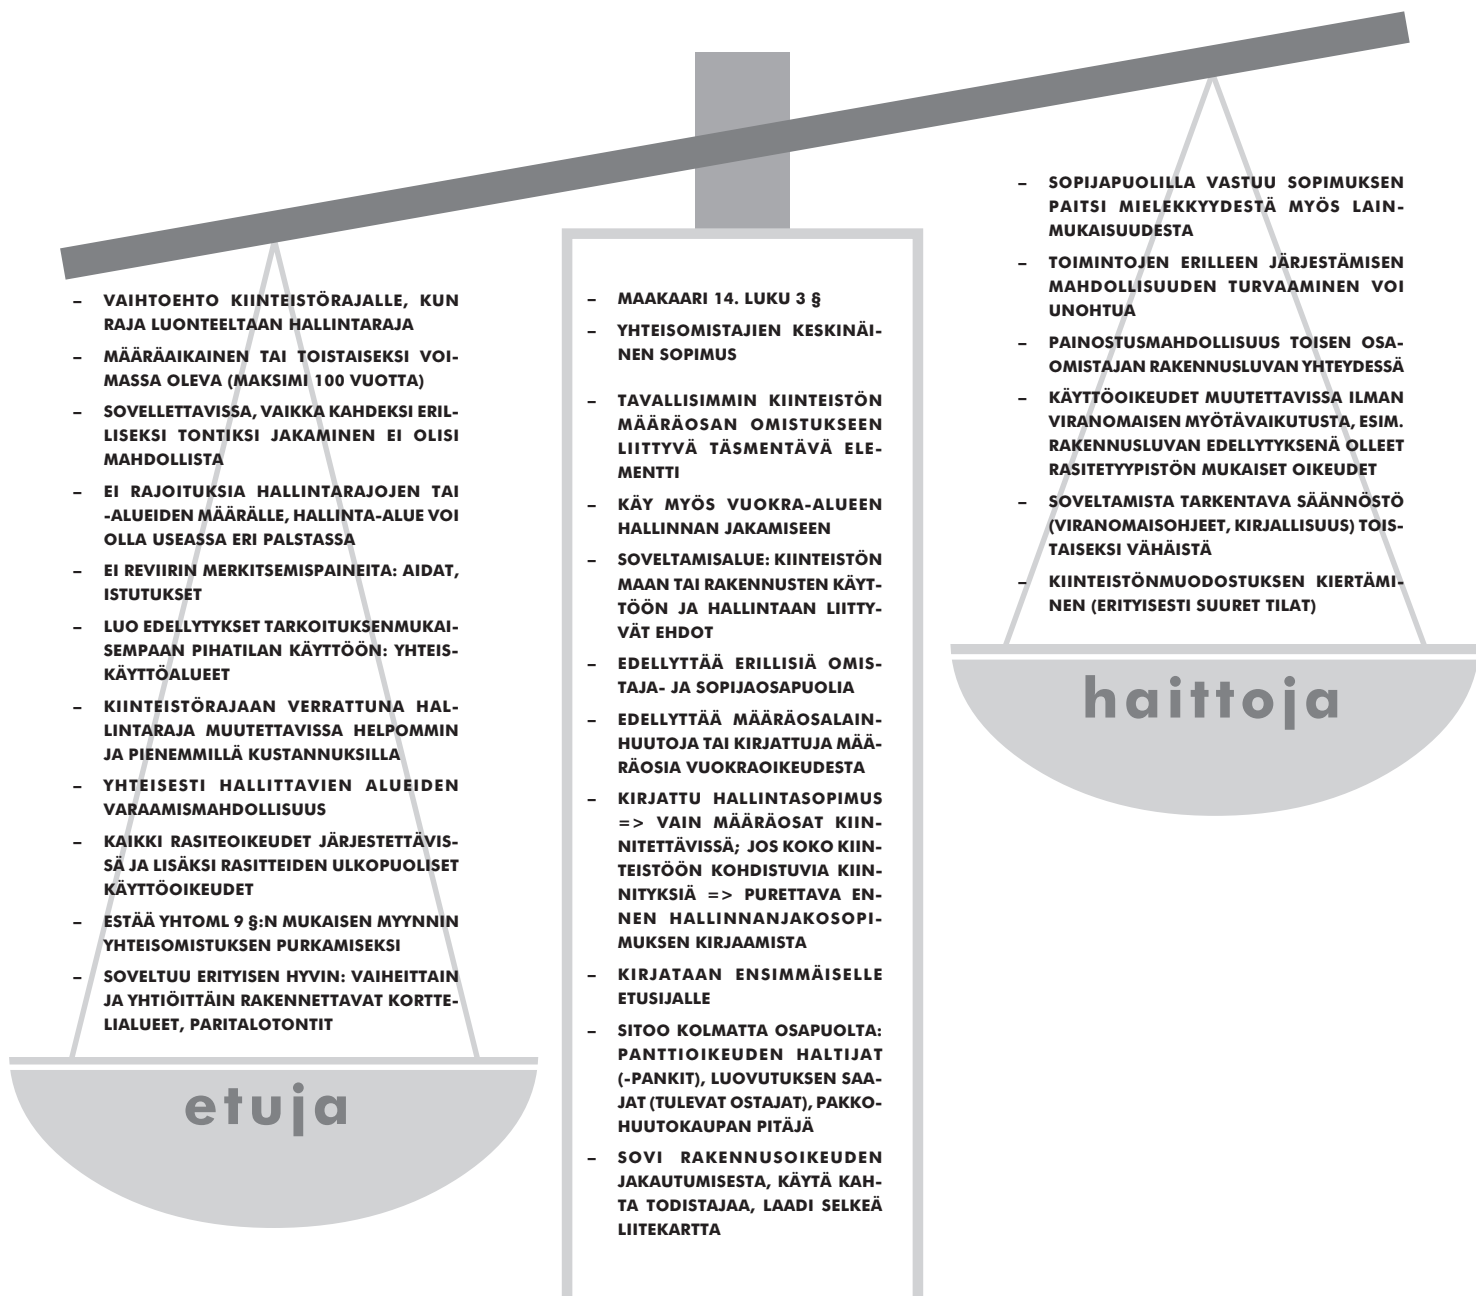 – VAIHTOEHTO KIINTEISTÖRAJALLE, KUN
RAJA LUONTEELTAAN HALLINTARAJA
– MÄÄRÄAIKAINEN TAI TOISTAISEKSI VOI-
MASSA OLEVA (MAKSIMI 100 VUOTTA)
– SOVELLETTAVISSA, VAIKKA KAHDEKSI ERIL-
LISEKSI TONTIKSI JAKAMINEN EI OLISI
MAHDOLLISTA
– EI RAJOITUKSIA HALLINTARAJOJEN TAI
-ALUEIDEN MÄÄRÄLLE, HALLINTA-ALUE VOI
OLLA USEASSA ERI PALSTASSA
– EI REVIIRIN MERKITSEMISPAINEITA: AIDAT,
ISTUTUKSET
– LUO EDELLYTYKSET TARKOITUKSENMUKAI-
SEMPAAN PIHATILAN KÄYTTÖÖN: YHTEIS-
KÄYTTÖALUEET
– KIINTEISTÖRAJAAN VERRATTUNA HAL-
LINTARAJA MUUTETTAVISSA HELPOMMIN
JA PIENEMMILLÄ KUSTANNUKSILLA
– YHTEISESTI HALLITTAVIEN ALUEIDEN
VARAAMISMAHDOLLISUUS
– KAIKKI RASITEOIKEUDET JÄRJESTETTÄVIS-
SÄ JA LISÄKSI RASITTEIDEN ULKOPUOLISET
KÄYTTÖOIKEUDET
– ESTÄÄ YHTOML 9 §:N MUKAISEN MYYNNIN
YHTEISOMISTUKSEN PURKAMISEKSI
– SOVELTUU ERITYISEN HYVIN: VAIHEITTAIN
JA YHTIÖITTÄIN RAKENNETTAVAT KORTTE-
LIALUEET, PARITALOTONTIT
etuja
– MAAKAARI 14. LUKU 3 §
– YHTEISOMISTAJIEN KESKINÄI-
NEN SOPIMUS
– TAVALLISIMMIN KIINTEISTÖN
MÄÄRÄOSAN OMISTUKSEEN
LIITTYVÄ TÄSMENTÄVÄ ELE-
MENTTI
– KÄY MYÖS VUOKRA-ALUEEN
HALLINNAN JAKAMISEEN
– SOVELTAMISALUE: KIINTEISTÖN
MAAN TAI RAKENNUSTEN KÄYT-
TÖÖN JA HALLINTAAN LIITTY-
VÄT EHDOT
– EDELLYTTÄÄ ERILLISIÄ OMIS-
TAJA- JA SOPIJAOSAPUOLIA
– EDELLYTTÄÄ MÄÄRÄOSALAIN-
HUUTOJA TAI KIRJATTUJA MÄÄ-
RÄOSIA VUOKRAOIKEUDESTA
– KIRJATTU HALLINTASOPIMUS
=> VAIN MÄÄRÄOSAT KIIN-
NITETTÄVISSÄ; JOS KOKO KIIN-
TEISTÖÖN KOHDISTUVIA KIIN-
NITYKSIÄ => PURETTAVA EN-
NEN HALLINNANJAKOSOPI-
MUKSEN KIRJAAMISTA
– KIRJATAAN ENSIMMÄISELLE
ETUSIJALLE
– SITOO KOLMATTA OSAPUOLTA:
PANTTIOIKEUDEN HALTIJAT
(-PANKIT), LUOVUTUKSEN SAA-
JAT (TULEVAT OSTAJAT), PAKKO-
HUUTOKAUPAN PITÄJÄ
– SOVI RAKENNUSOIKEUDEN
JAKAUTUMISESTA, KÄYTÄ KAH-
TA TODISTAJAA, LAADI SELKEÄ
LIITEKARTTA
– SOPIJAPUOLILLA VASTUU SOPIMUKSEN
PAITSI MIELEKKYYDESTÄ MYÖS LAIN-
MUKAISUUDESTA
– TOIMINTOJEN ERILLEEN JÄRJESTÄMISEN
MAHDOLLISUUDEN TURVAAMINEN VOI
UNOHTUA
– PAINOSTUSMAHDOLLISUUS TOISEN OSA-
OMISTAJAN RAKENNUSLUVAN YHTEYDESSÄ
– KÄYTTÖOIKEUDET MUUTETTAVISSA ILMAN
VIRANOMAISEN MYÖTÄVAIKUTUSTA, ESIM.
RAKENNUSLUVAN EDELLYTYKSENÄ OLLEET
RASITETYYPISTÖN MUKAISET OIKEUDET
– SOVELTAMISTA TARKENTAVA SÄÄNNÖSTÖ
(VIRANOMAISOHJEET, KIRJALLISUUS) TOIS-
TAISEKSI VÄHÄISTÄ
– KIINTEISTÖNMUODOSTUKSEN KIERTÄMI-
NEN (ERITYISESTI SUURET TILAT)
haittoja